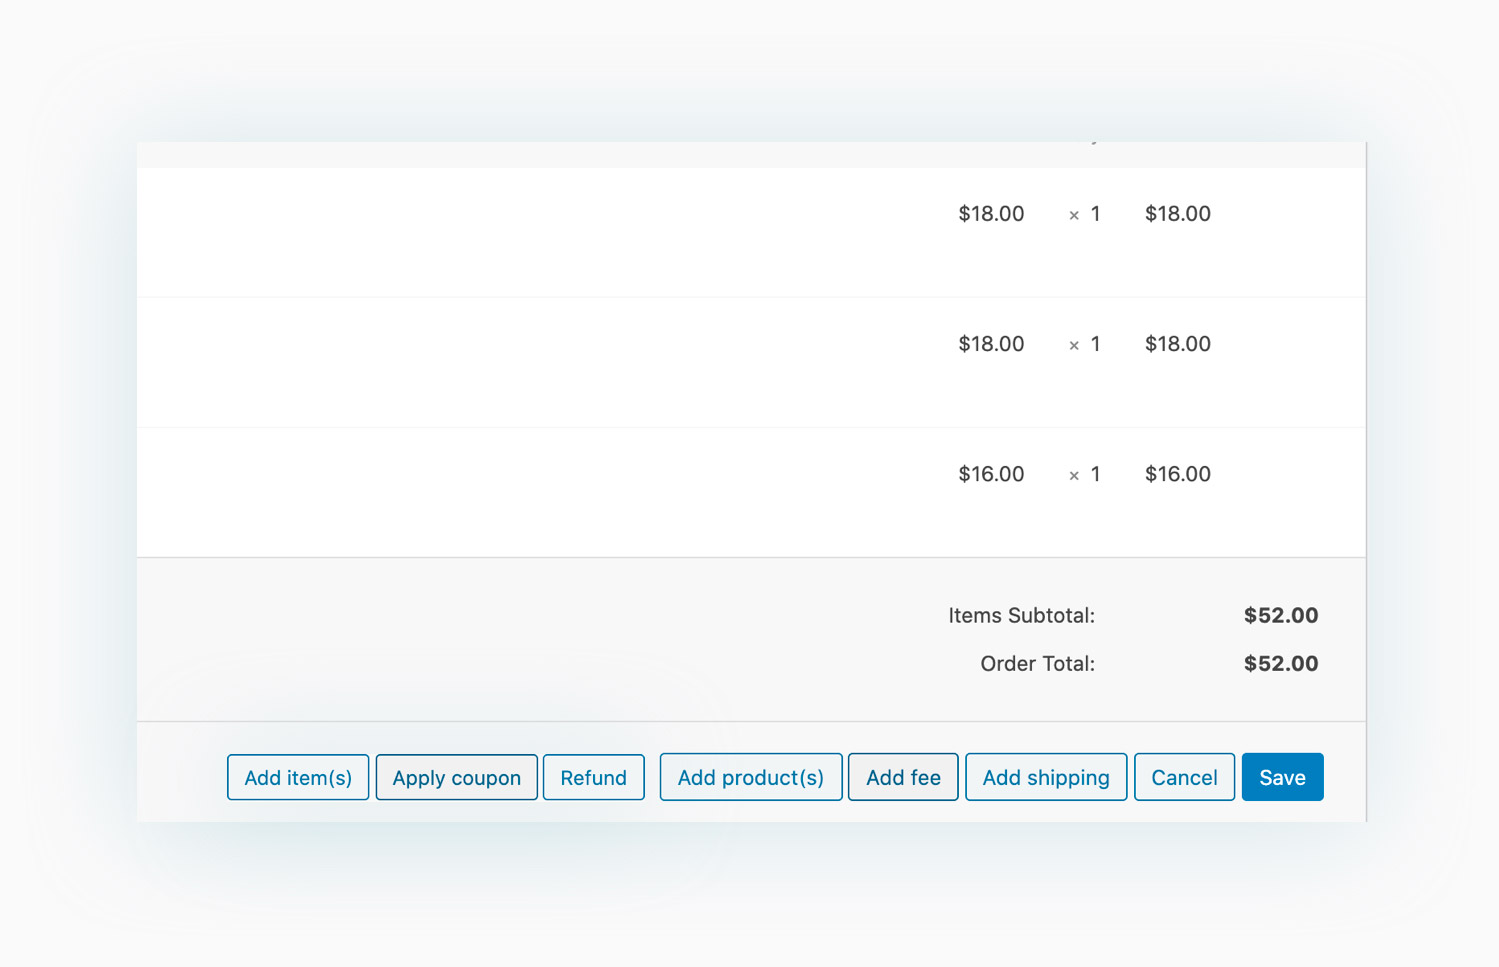 $18.00 × 1 $18.00
$18.00 × 1 $18.00
$16.00 × 1 $16.00
Items Subtotal: $52.00
Order Total: $52.00
Add item(s) Apply coupon Refund Add product(s) Add fee Add shipping Cancel Save